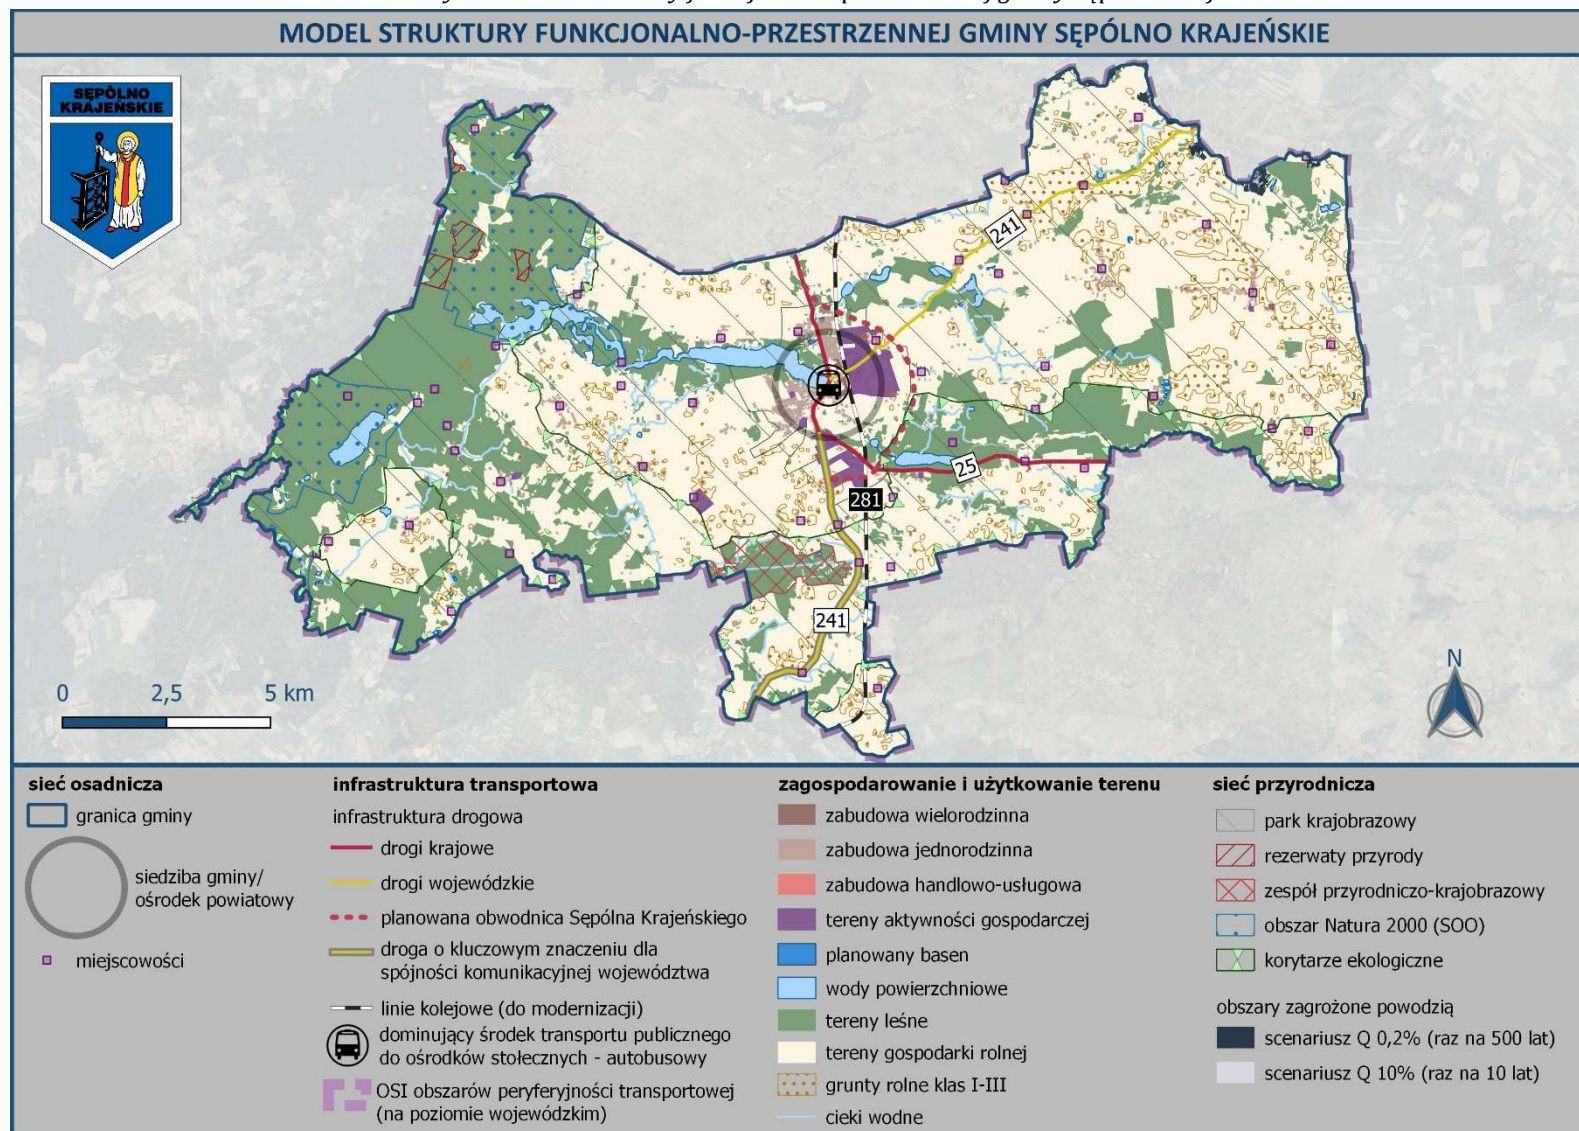 MODEL STRUKTURY FUNKCJONALNO-PRZESTRZENNEJ GMINY SĘPÓLNO KRAJEŃSKIE
SĘPÓLNO
KRAJEŃSKIE
241
25
281
241
0 2,5 5 km
N
sieć osadnicza
granica gminy
siedziba gminy/
ośrodek powiatowy
miejscowości
infrastruktura transportowa
infrastruktura drogowa
drogi krajowe
drogi wojewódzkie
planowana obwodnica Sępólna Krajeńskiego
droga o kluczowym znaczeniu dla
spójności komunikacyjnej województwa
linie kolejowe (do modernizacji)
dominujący środek transportu publicznego
do ośrodków stołecznych - autobusowy
OSI obszarów peryferyjności transportowej
(na poziomie wojewódzkim)
zagospodarowanie i użytkowanie terenu
zabudowa wielorodzinna
zabudowa jednorodzinna
zabudowa handlowo-usługowa
tereny aktywności gospodarczej
planowany basen
wody powierzchniowe
tereny leśne
tereny gospodarki rolnej
grunty rolne klas I-III
cieki wodne
sieć przyrodnicza
park krajobrazowy
rezerwaty przyrody
zespół przyrodniczo-krajobrazowy
obszar Natura 2000 (SOO)
korytarze ekologiczne
obszary zagrożone powodzią
scenariusz Q 0,2% (raz na 500 lat)
scenariusz Q 10% (raz na 10 lat)